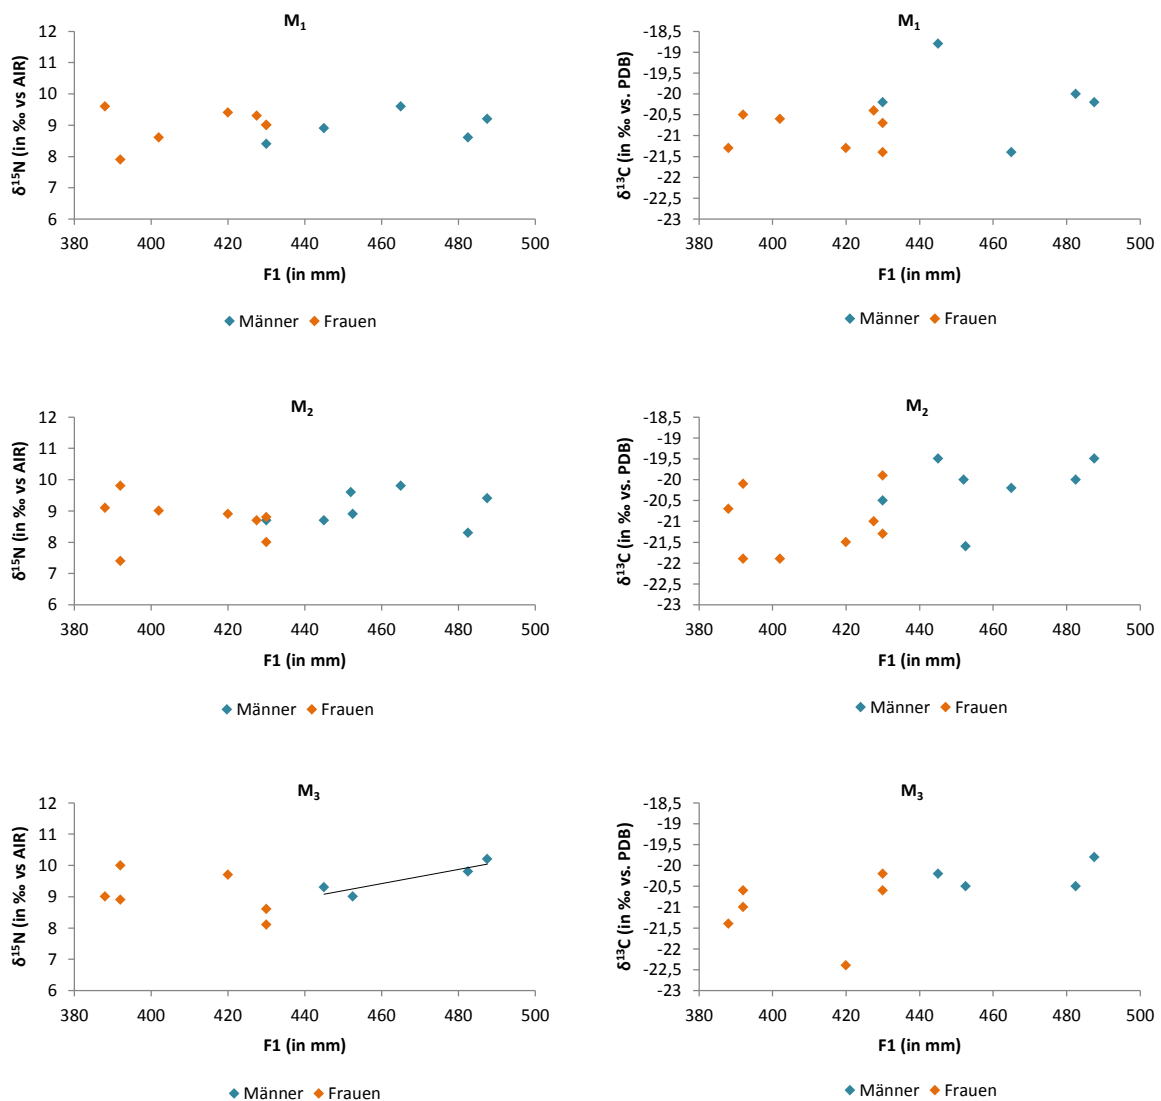 M₁
δ¹⁵N (in ‰ vs AIR)
12
11
10
9
8
7
6
380 400 420 440 460 480 500
F1 (in mm)
Männer Frauen
M₁
δ¹³C (in ‰ vs. PDB)
-18,5
-19
-19,5
-20
-20,5
-21
-21,5
-22
-22,5
-23
380 400 420 440 460 480 500
F1 (in mm)
Männer Frauen
M₂
δ¹⁵N (in ‰ vs AIR)
12
11
10
9
8
7
6
380 400 420 440 460 480 500
F1 (in mm)
Männer Frauen
M₂
δ¹³C (in ‰ vs. PDB)
-18,5
-19
-19,5
-20
-20,5
-21
-21,5
-22
-22,5
-23
380 400 420 440 460 480 500
F1 (in mm)
Männer Frauen
M₃
δ¹⁵N (in ‰ vs AIR)
12
11
10
9
8
7
6
380 400 420 440 460 480 500
F1 (in mm)
Männer Frauen
M₃
δ¹³C (in ‰ vs. PDB)
-18,5
-19
-19,5
-20
-20,5
-21
-21,5
-22
-22,5
-23
380 400 420 440 460 480 500
F1 (in mm)
Männer Frauen